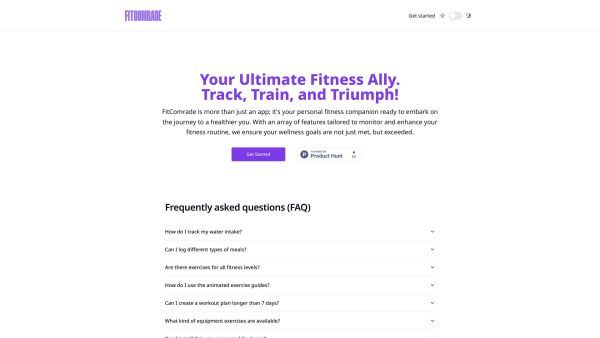 FITCOMRADE
Get started
Your Ultimate Fitness Ally.
Track, Train, and Triumph!
FitComrade is more than just an app; it's your personal fitness companion ready to embark on
the journey to a healthier you. With an array of features tailored to monitor and enhance your
fitness routine, we ensure your wellness goals are not just met, but exceeded.
Get Started
FEATURED ON
Product Hunt
Frequently asked questions (FAQ)
How do I track my water intake?
Can I log different types of meals?
Are there exercises for all fitness levels?
How do I use the animated exercise guides?
Can I create a workout plan longer than 7 days?
What kind of equipment exercises are available?